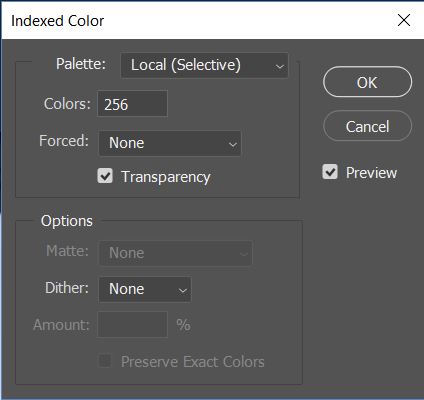 Indexed Color
Palette: Local (Selective)
Colors: 256
Forced: None
Transparency
OK
Cancel
Preview
Options
Matte: None
Dither: None
Amount: %
Preserve Exact Colors